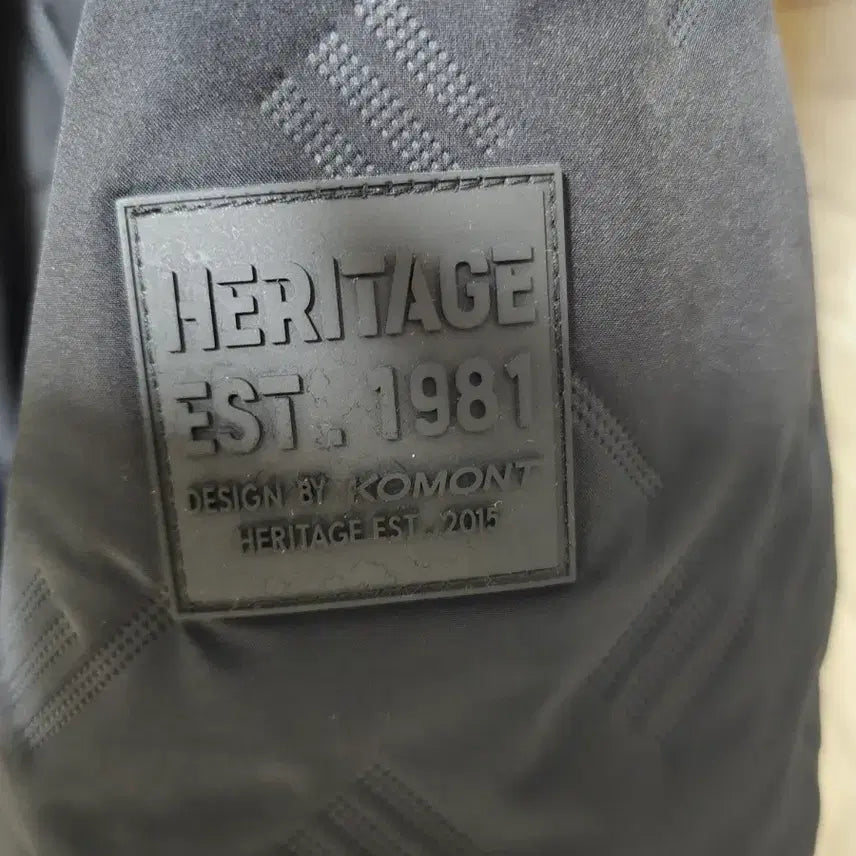 HERITAGE
EST. 1981
DESIGN BY KOMONT
HERITAGE EST. 2015